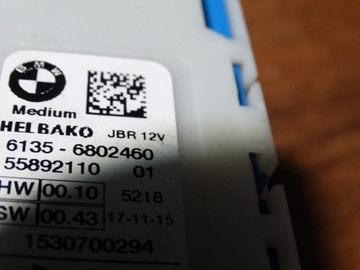 BMW
Medium
HELBAKO JBR 12V
6135 - 6802460
55892110 01
HW 00.10 5218
SW 00.43 17-11-15
1530700294